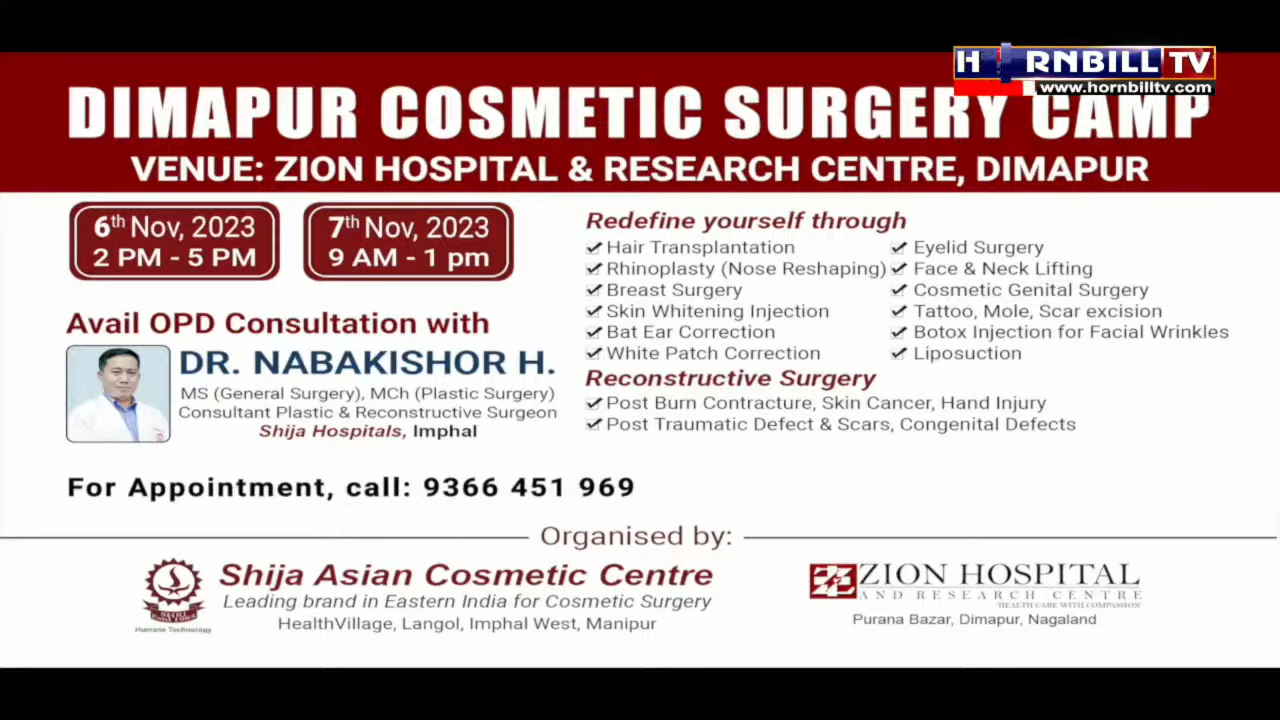 HORNBILL TV
www.hornbilltv.com
DIMAPUR COSMETIC SURGERY CAMP
VENUE: ZION HOSPITAL & RESEARCH CENTRE, DIMAPUR
6th Nov, 2023
2 PM - 5 PM
7th Nov, 2023
9 AM - 1 pm
Avail OPD Consultation with
DR. NABAKISHOR H.
MS (General Surgery), MCh (Plastic Surgery)
Consultant Plastic & Reconstructive Surgeon
Shija Hospitals, Imphal
For Appointment, call: 9366 451 969
Redefine yourself through
Hair Transplantation
Rhinoplasty (Nose Reshaping)
Breast Surgery
Skin Whitening Injection
Bat Ear Correction
White Patch Correction
Eyelid Surgery
Face & Neck Lifting
Cosmetic Genital Surgery
Tattoo, Mole, Scar excision
Botox Injection for Facial Wrinkles
Liposuction
Reconstructive Surgery
Post Burn Contracture, Skin Cancer, Hand Injury
Post Traumatic Defect & Scars, Congenital Defects
Organised by:
Humane Technology
Shija Asian Cosmetic Centre
Leading brand in Eastern India for Cosmetic Surgery
HealthVillage, Langol, Imphal West, Manipur
ZION HOSPITAL
AND RESEARCH CENTRE
'HEALTH CARE WITH COMPASSION'
Purana Bazar, Dimapur, Nagaland